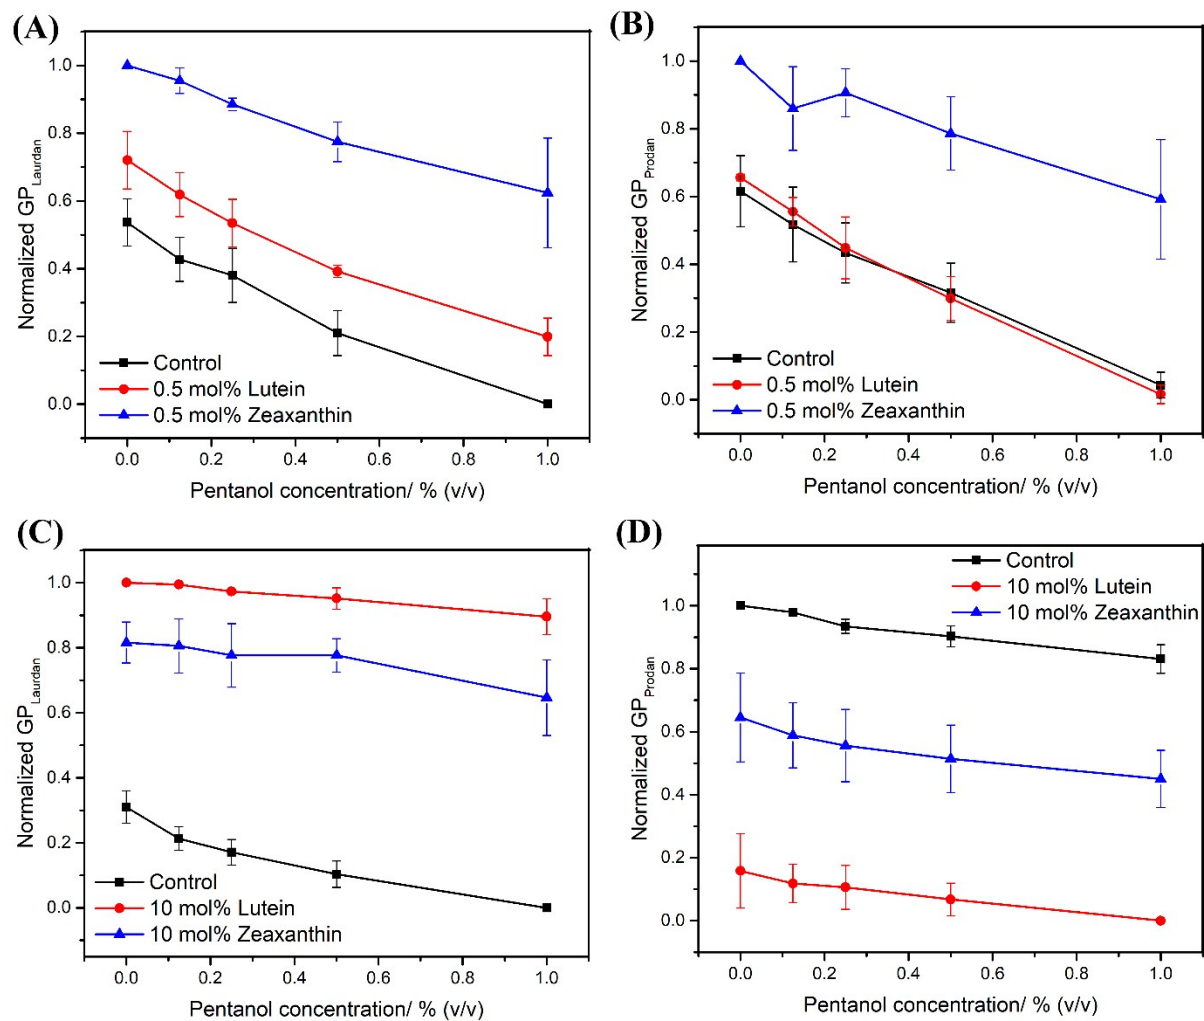 (A)
Normalized GP_Laurdan
1.0
0.8
0.6
0.4
0.2
0.0
Control
0.5 mol% Lutein
0.5 mol% Zeaxanthin
0.0 0.2 0.4 0.6 0.8 1.0
Pentanol concentration/ % (v/v)
(B)
Normalized GP_Prodan
1.0
0.8
0.6
0.4
0.2
0.0
Control
0.5 mol% Lutein
0.5 mol% Zeaxanthin
0.0 0.2 0.4 0.6 0.8 1.0
Pentanol concentration/ % (v/v)
(C)
Normalized GP_Laurdan
1.0
0.8
0.6
0.4
0.2
0.0
Control
10 mol% Lutein
10 mol% Zeaxanthin
0.0 0.2 0.4 0.6 0.8 1.0
Pentanol concentration/ % (v/v)
(D)
Normalized GP_Prodan
Control
10 mol% Lutein
10 mol% Zeaxanthin
1.0
0.8
0.6
0.4
0.2
0.0
0.0 0.2 0.4 0.6 0.8 1.0
Pentanol concentration/ % (v/v)